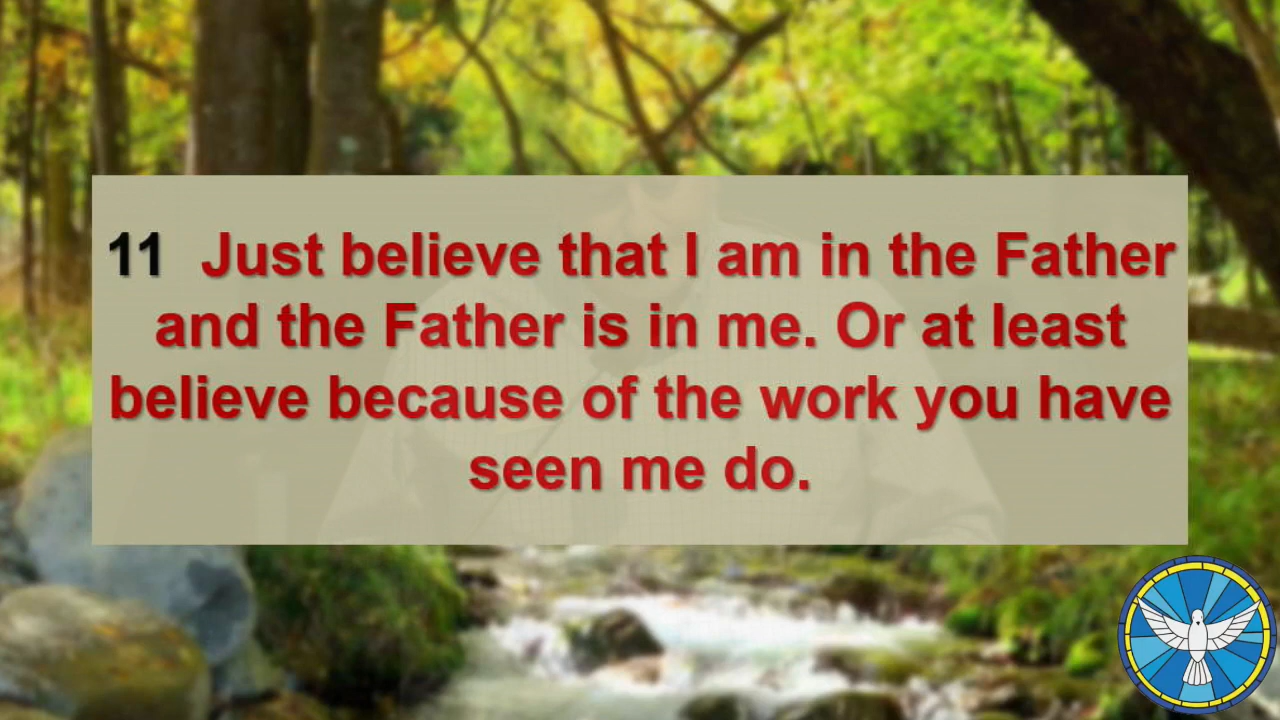 11 Just believe that I am in the Father
and the Father is in me. Or at least
believe because of the work you have
seen me do.